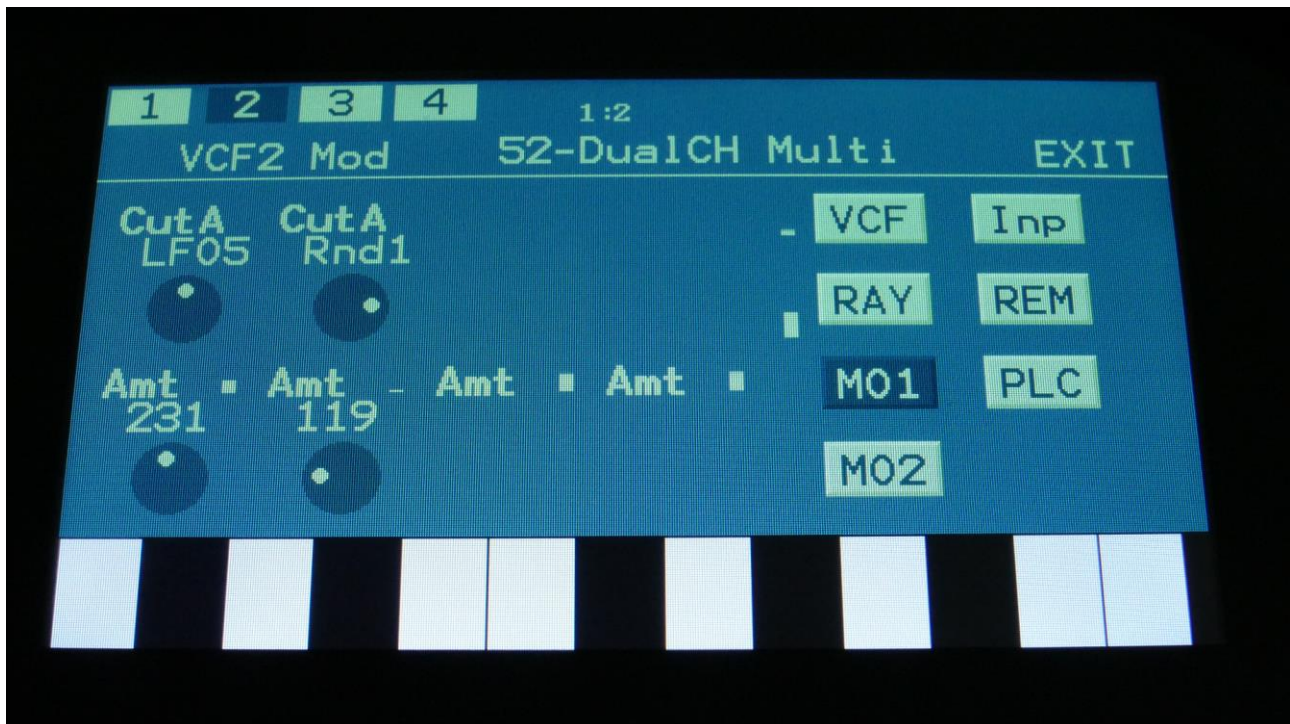 1 2 3 4 1:2
VCF2 Mod 52-DualCH Multi EXIT
CutA CutA VCF Inp
LFO5 Rnd1
RAY REM
Amt Amt Amt Amt MO1 PLC
231 119
MO2